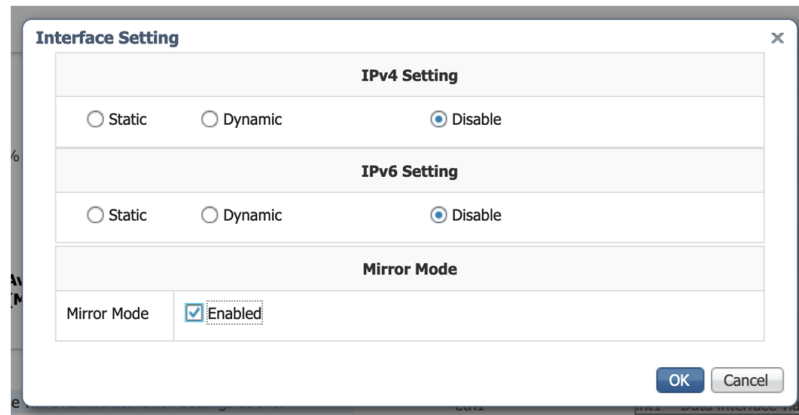 Interface Setting
IPv4 Setting
Static Dynamic Disable
IPv6 Setting
Static Dynamic Disable
Mirror Mode
Mirror Mode Enabled
OK Cancel